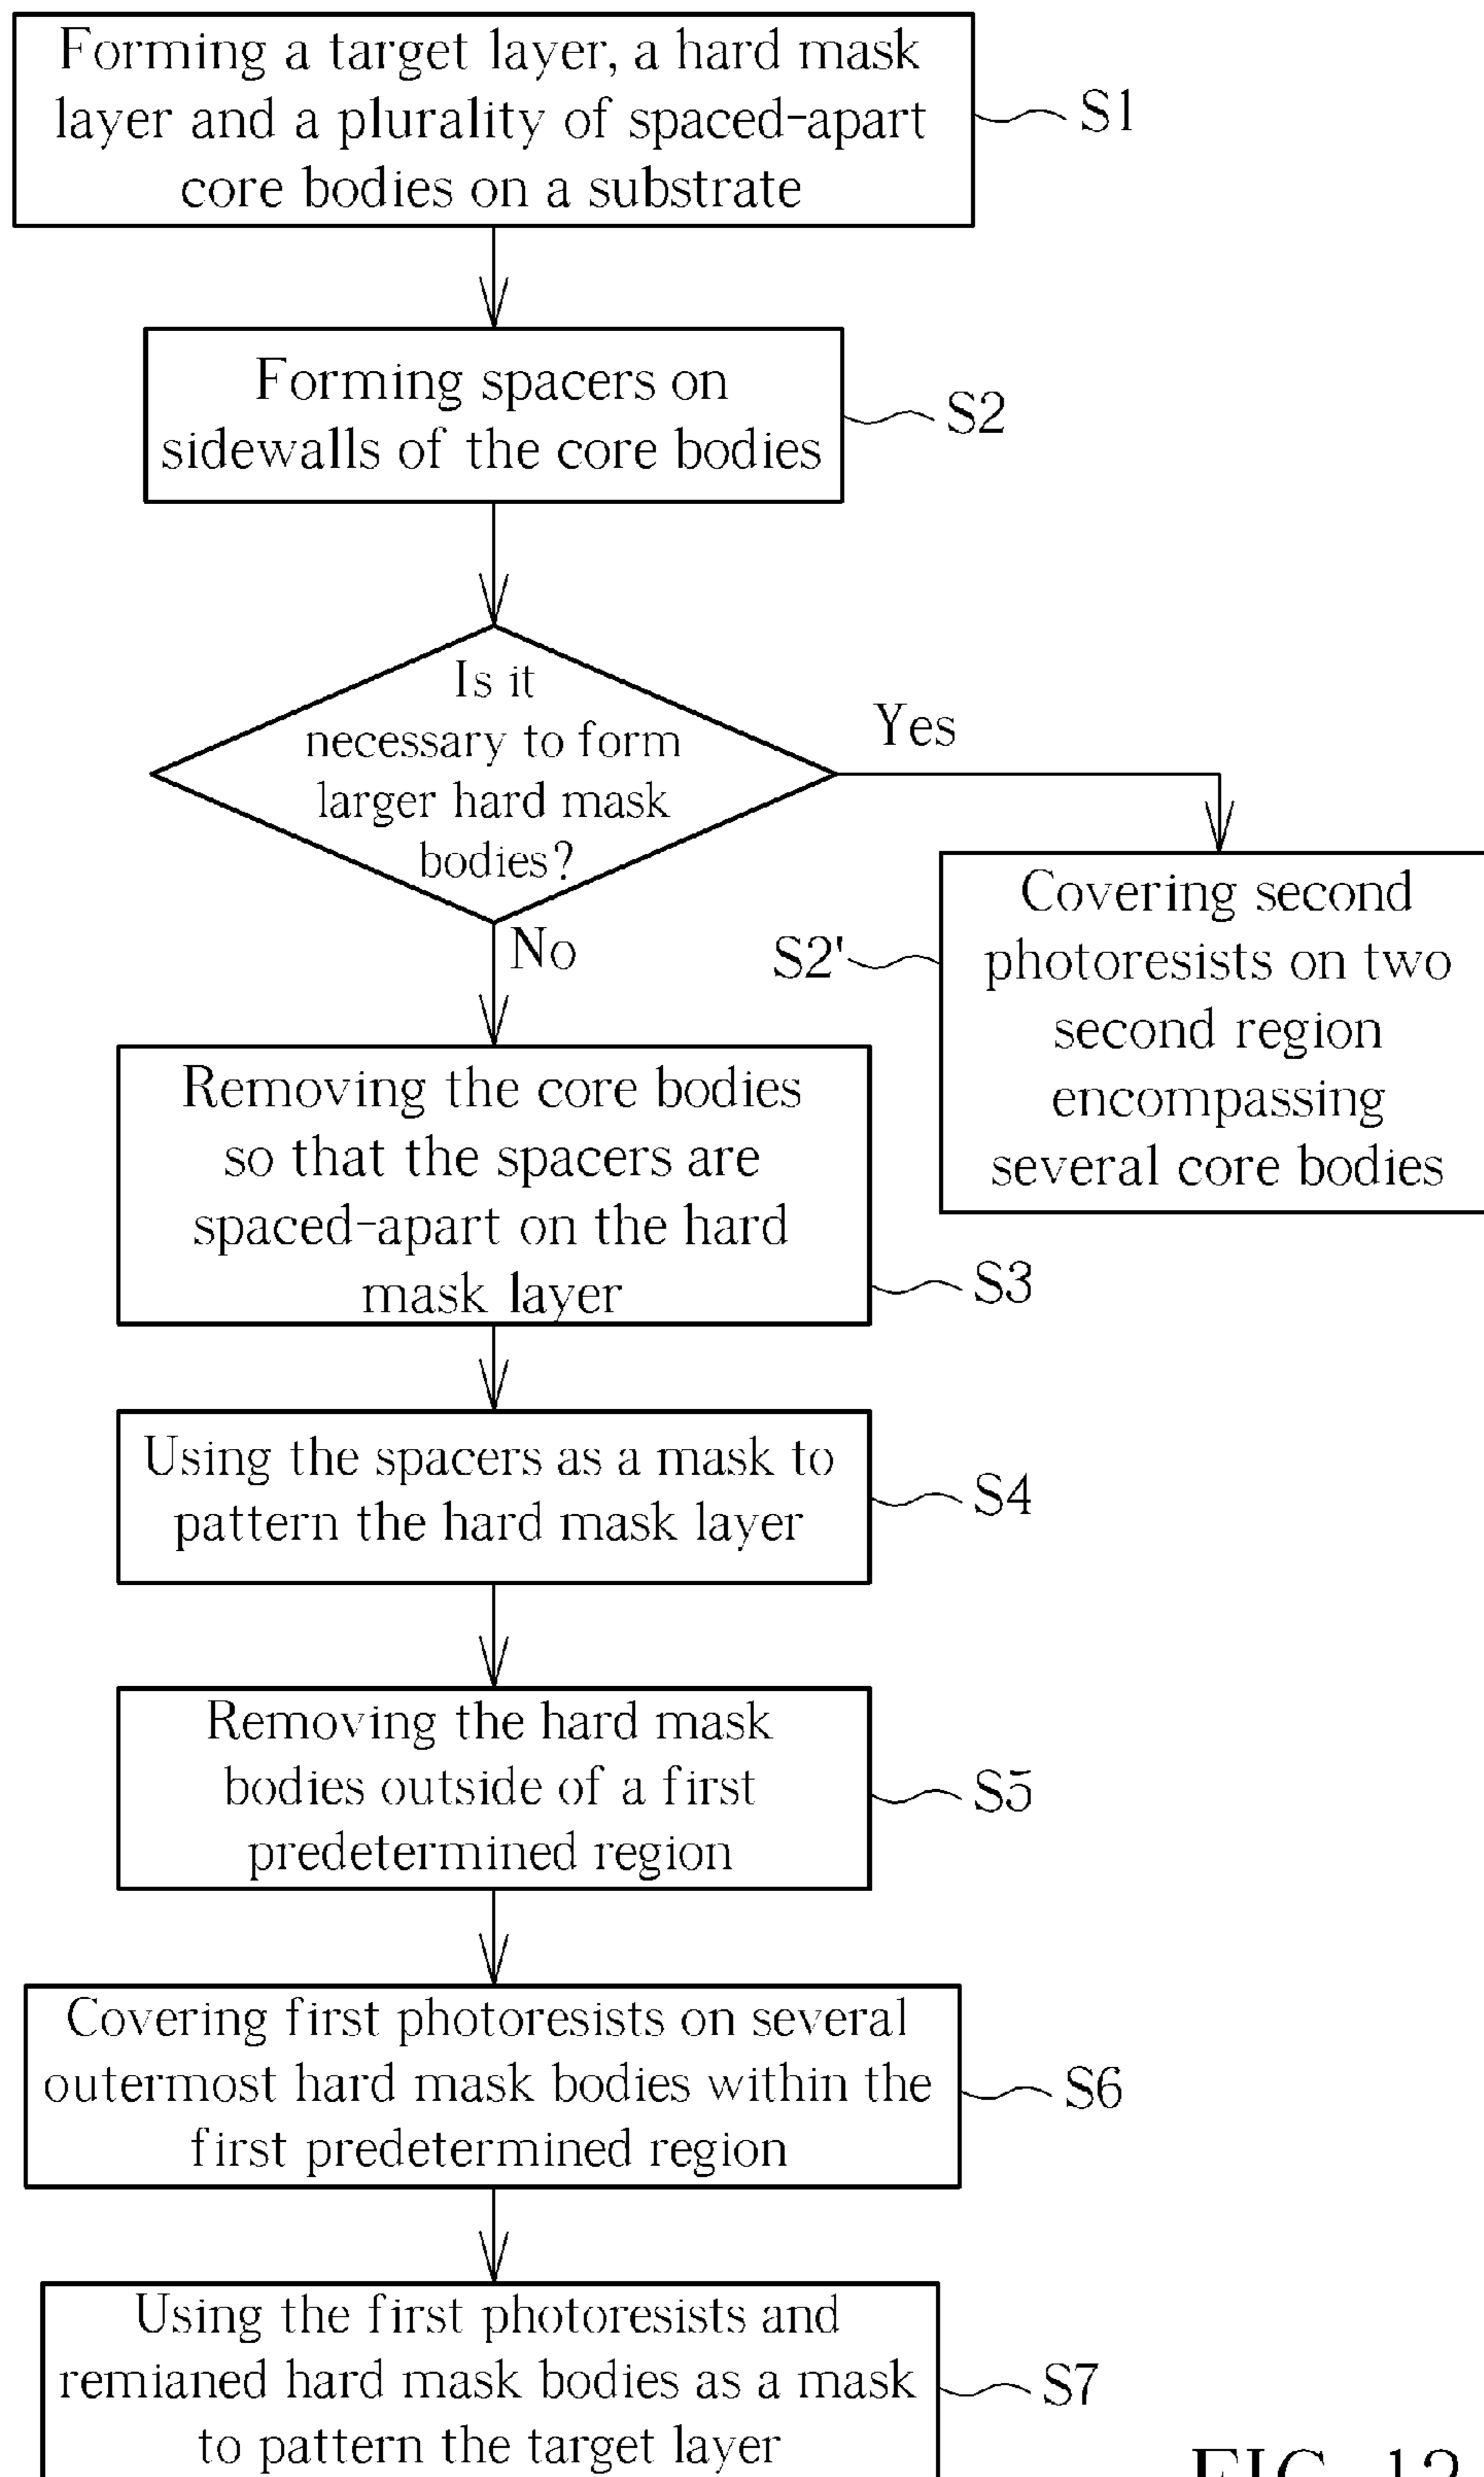 Forming a target layer, a hard mask
layer and a plurality of spaced-apart
core bodies on a substrate
S1
Forming spacers on
sidewalls of the core bodies
S2
Is it
necessary to form
larger hard mask
bodies?
Yes
No
S2'
Covering second
photoresists on two
second region
encompassing
several core bodies
Removing the core bodies
so that the spacers are
spaced-apart on the hard
mask layer
S3
Using the spacers as a mask to
pattern the hard mask layer
S4
Removing the hard mask
bodies outside of a first
predetermined region
S5
Covering first photoresists on several
outermost hard mask bodies within the
first predetermined region
S6
Using the first photoresists and
remianed hard mask bodies as a mask
to pattern the target layer
S7
FIG. 12